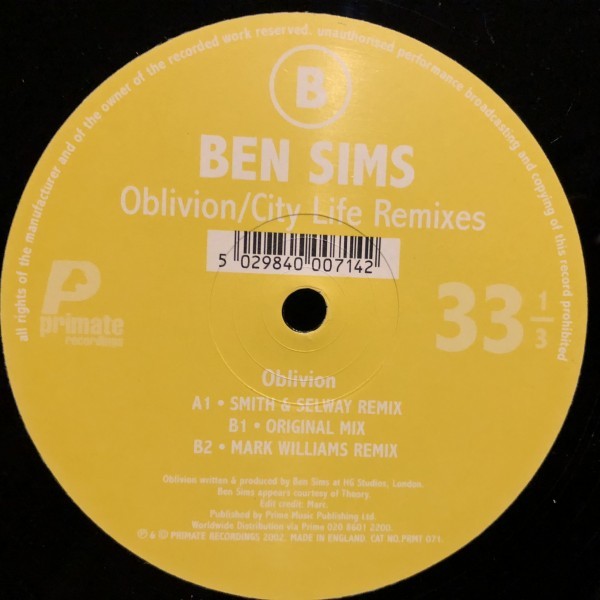 all rights of the manufacturer and of the owner of the recorded work reserved. unauthorised performance broadcasting and copying of this record prohibited
B
BEN SIMS
Oblivion/City Life Remixes
5 029840 007142
P
primate
recordings
33 1/3
Oblivion
A1 • SMITH & SELWAY REMIX
B1 • ORIGINAL MIX
B2 • MARK WILLIAMS REMIX
Oblivion written & produced by Ben Sims at HG Studios, London.
Ben Sims appears courtesy of Theory.
Edit credit: Marc.
Published by Prime-Music Publishing Ltd
Worldwide Distribution via Prime 020 8601 2200.
℗ & © PRIMATE RECORDINGS 2002. MADE IN ENGLAND. CAT NO.PRMT 071.